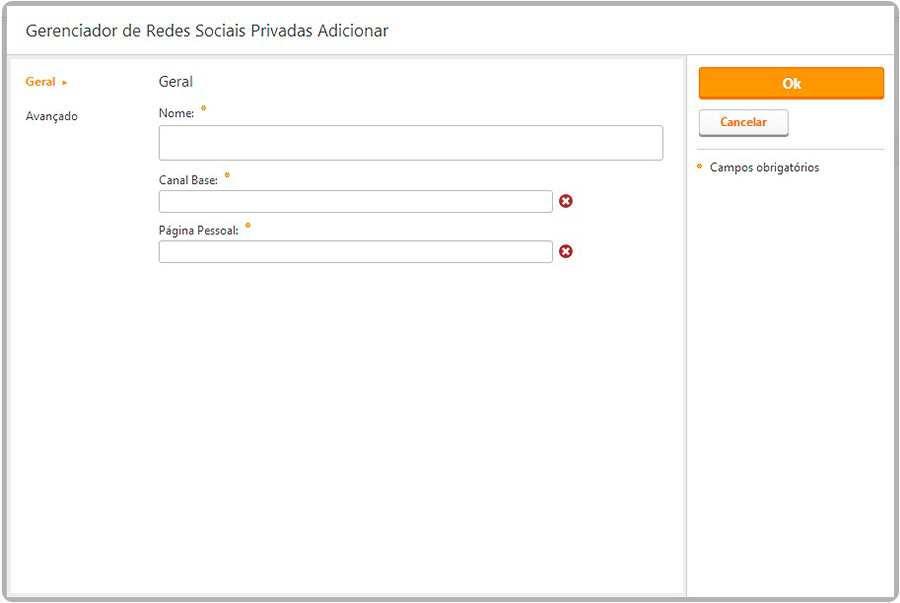 Gerenciador de Redes Sociais Privadas Adicionar
Geral
Avançado
Geral
Nome: *
Canal Base: *
Página Pessoal: *
Ok
Cancelar
* Campos obrigatórios